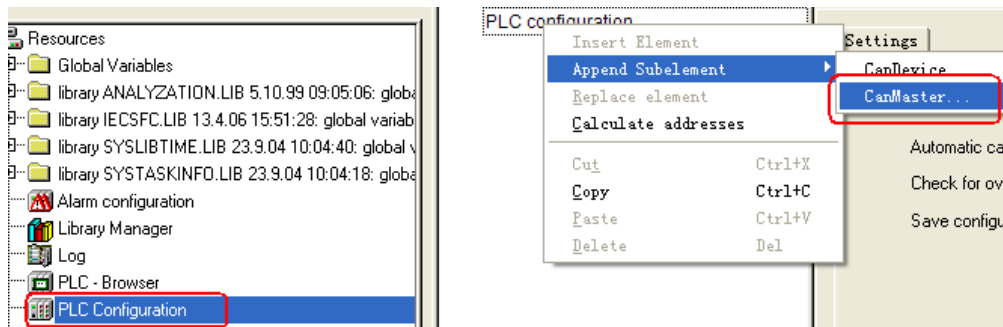 Resources
Global Variables
library ANALYZATION.LIB 5.10.99 09:05:06: globa
library IECSFC.LIB 13.4.06 15:51:28: global variab
library SYSLIBTIME.LIB 23.9.04 10:04:40: global v
library SYSTASKINFO.LIB 23.9.04 10:04:18: globa
Alarm configuration
Library Manager
Log
PLC - Browser
PLC Configuration
PLC configuration
Insert Element
Append Subelement
Replace element
Calculate addresses
Cut Ctrl+X
Copy Ctrl+C
Paste Ctrl+V
Delete Del
Settings
CanDevice
CanMaster...
Automatic ca
Check for ov
Save configu